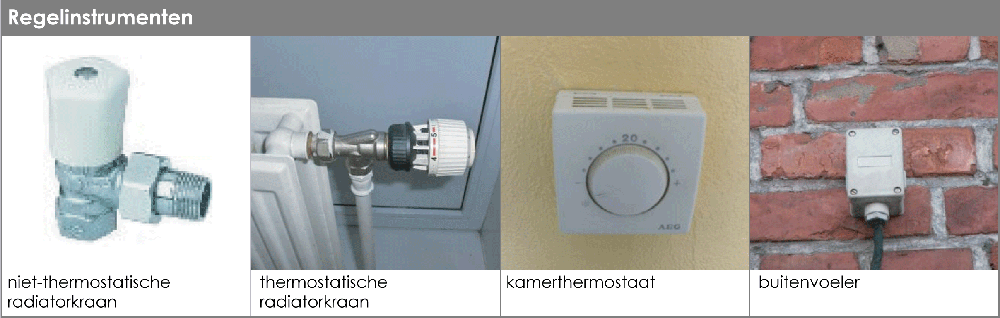 Regelinstrumenten
5
4
20
- +
AEG
niet-thermostatische
radiatorkraan
thermostatische
radiatorkraan
kamerthermostaat
buitenvoeler